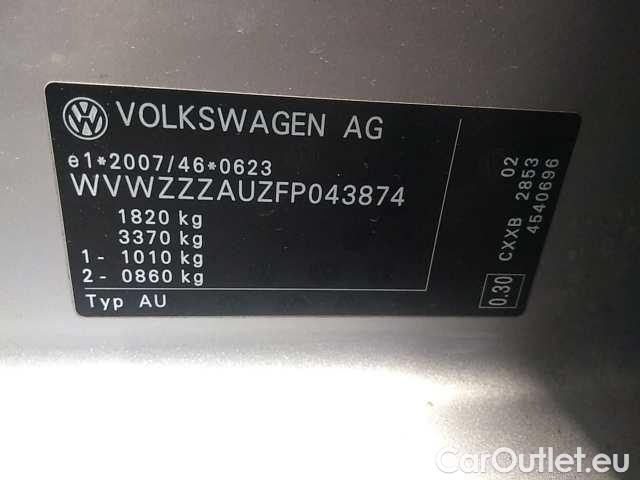 VOLKSWAGEN AG
e1*2007/46*0623
WVWZZZAUZFP043874
1820 kg
3370 kg
1- 1010 kg
2- 0860 kg
Typ AU
0.30
CXXB 02
2853
4540696
CarOutlet.eu